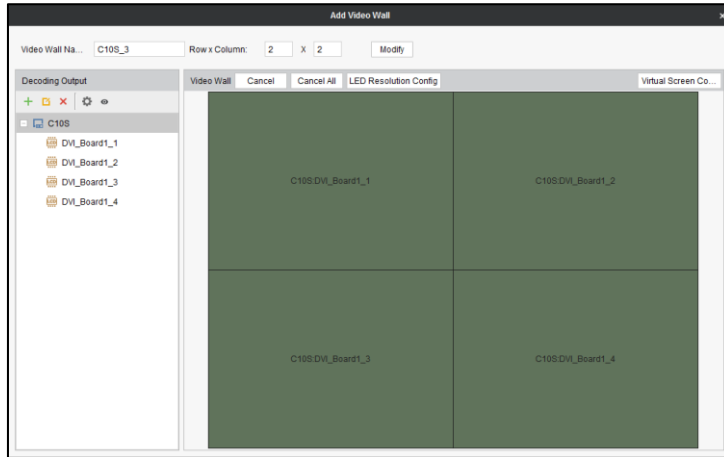 Add Video Wall
Video Wall Na... C10S_3 Row x Column: 2 X 2 Modify
Decoding Output
C10S
DVI_Board1_1
DVI_Board1_2
DVI_Board1_3
DVI_Board1_4
Video Wall Cancel Cancel All LED Resolution Config Virtual Screen Co...
C10S:DVI_Board1_1 C10S:DVI_Board1_2
C10S:DVI_Board1_3 C10S:DVI_Board1_4